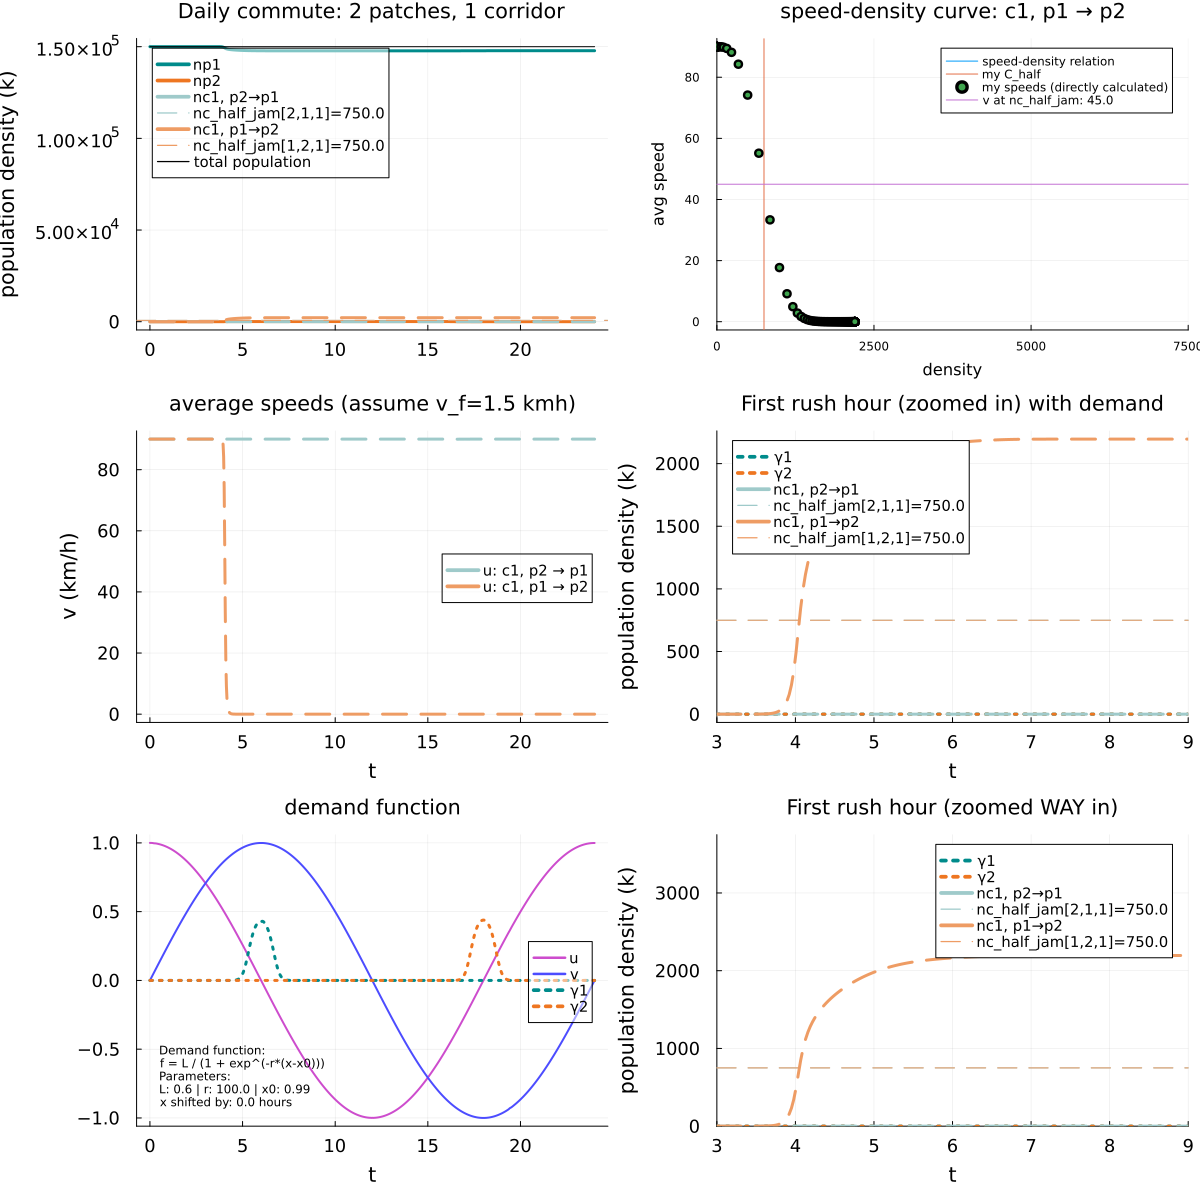 Daily commute: 2 patches, 1 corridor
population density (k)
1.50×10^5
1.00×10^5
5.00×10^4
0
0 5 10 15 20
np1
np2
nc1, p2→p1
nc_half_jam[2,1,1]=750.0
nc1, p1→p2
nc_half_jam[1,2,1]=750.0
total population
speed-density curve: c1, p1 → p2
avg speed
80
60
40
20
0
0 2500 5000 7500
density
speed-density relation
my C_half
my speeds (directly calculated)
v at nc_half_jam: 45.0
average speeds (assume v_f=1.5 kmh)
v (km/h)
80
60
40
20
0
0 5 10 15 20
t
u: c1, p2 → p1
u: c1, p1 → p2
First rush hour (zoomed in) with demand
population density (k)
2000
1500
1000
500
0
3 4 5 6 7 8 9
t
γ1
γ2
nc1, p2→p1
nc_half_jam[2,1,1]=750.0
nc1, p1→p2
nc_half_jam[1,2,1]=750.0
demand function
1.0
0.5
0.0
−0.5
−1.0
0 5 10 15 20
t
u
v
γ1
γ2
Demand function:
f = L / (1 + exp^(-r*(x-x0)))
Parameters:
L: 0.6 | r: 100.0 | x0: 0.99
x shifted by: 0.0 hours
First rush hour (zoomed WAY in)
population density (k)
3000
2000
1000
0
3 4 5 6 7 8 9
t
γ1
γ2
nc1, p2→p1
nc_half_jam[2,1,1]=750.0
nc1, p1→p2
nc_half_jam[1,2,1]=750.0